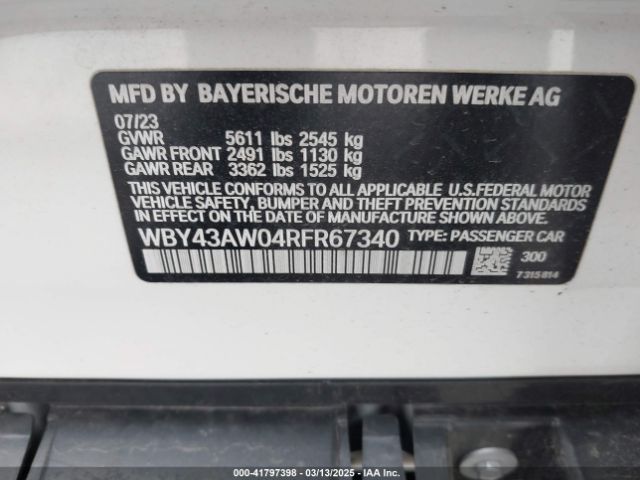 MFD BY BAYERISCHE MOTOREN WERKE AG
07/23
GVWR 5611 lbs 2545 kg
GAWR FRONT 2491 lbs 1130 kg
GAWR REAR 3362 lbs 1525 kg
THIS VEHICLE CONFORMS TO ALL APPLICABLE U.S.FEDERAL MOTOR
VEHICLE SAFETY, BUMPER AND THEFT PREVENTION STANDARDS
IN EFFECT ON THE DATE OF MANUFACTURE SHOWN ABOVE.
WBY43AW04RFR67340 TYPE: PASSENGER CAR
300
7315814
000-41797398 | 03/13/2025 | IAA Inc.